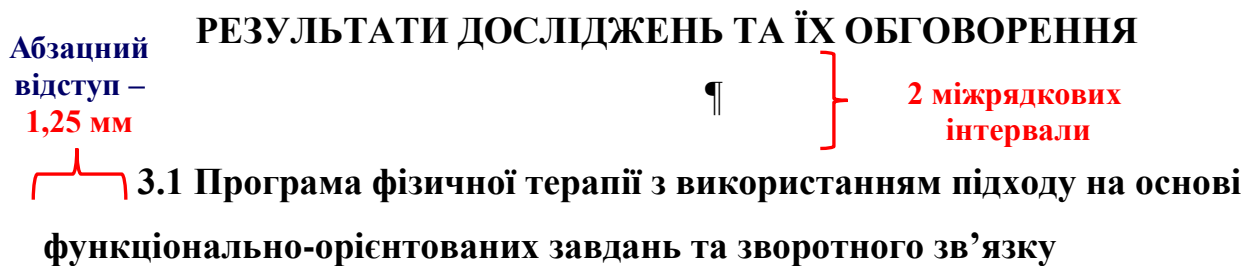 РЕЗУЛЬТАТИ ДОСЛІДЖЕНЬ ТА ЇХ ОБГОВОРЕННЯ
Абзацний
відступ –
1,25 мм
¶
2 міжрядкових
інтервали
3.1 Програма фізичної терапії з використанням підходу на основі
функціонально-орієнтованих завдань та зворотного зв’язку